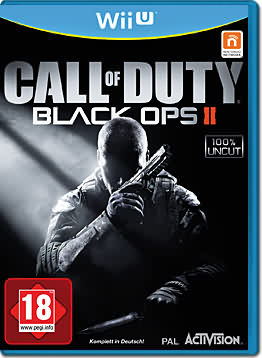 Wii U
CALL OF DUTY
BLACK OPS II
100%
UNCUT
18
www.pegi.info
Komplett in Deutsch!
PAL
ACTIVISION